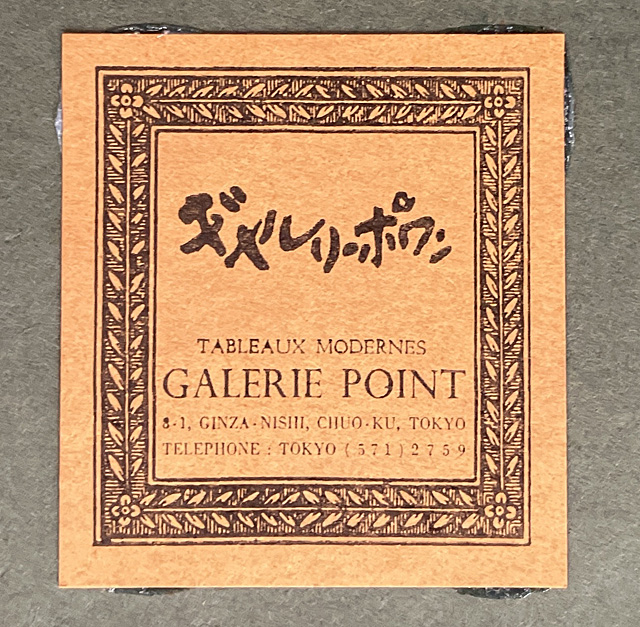 ギャルリーポワン
TABLEAUX MODERNES
GALERIE POINT
8-1, GINZA-NISHI, CHUO-KU, TOKYO
TELEPHONE : TOKYO (571) 2759